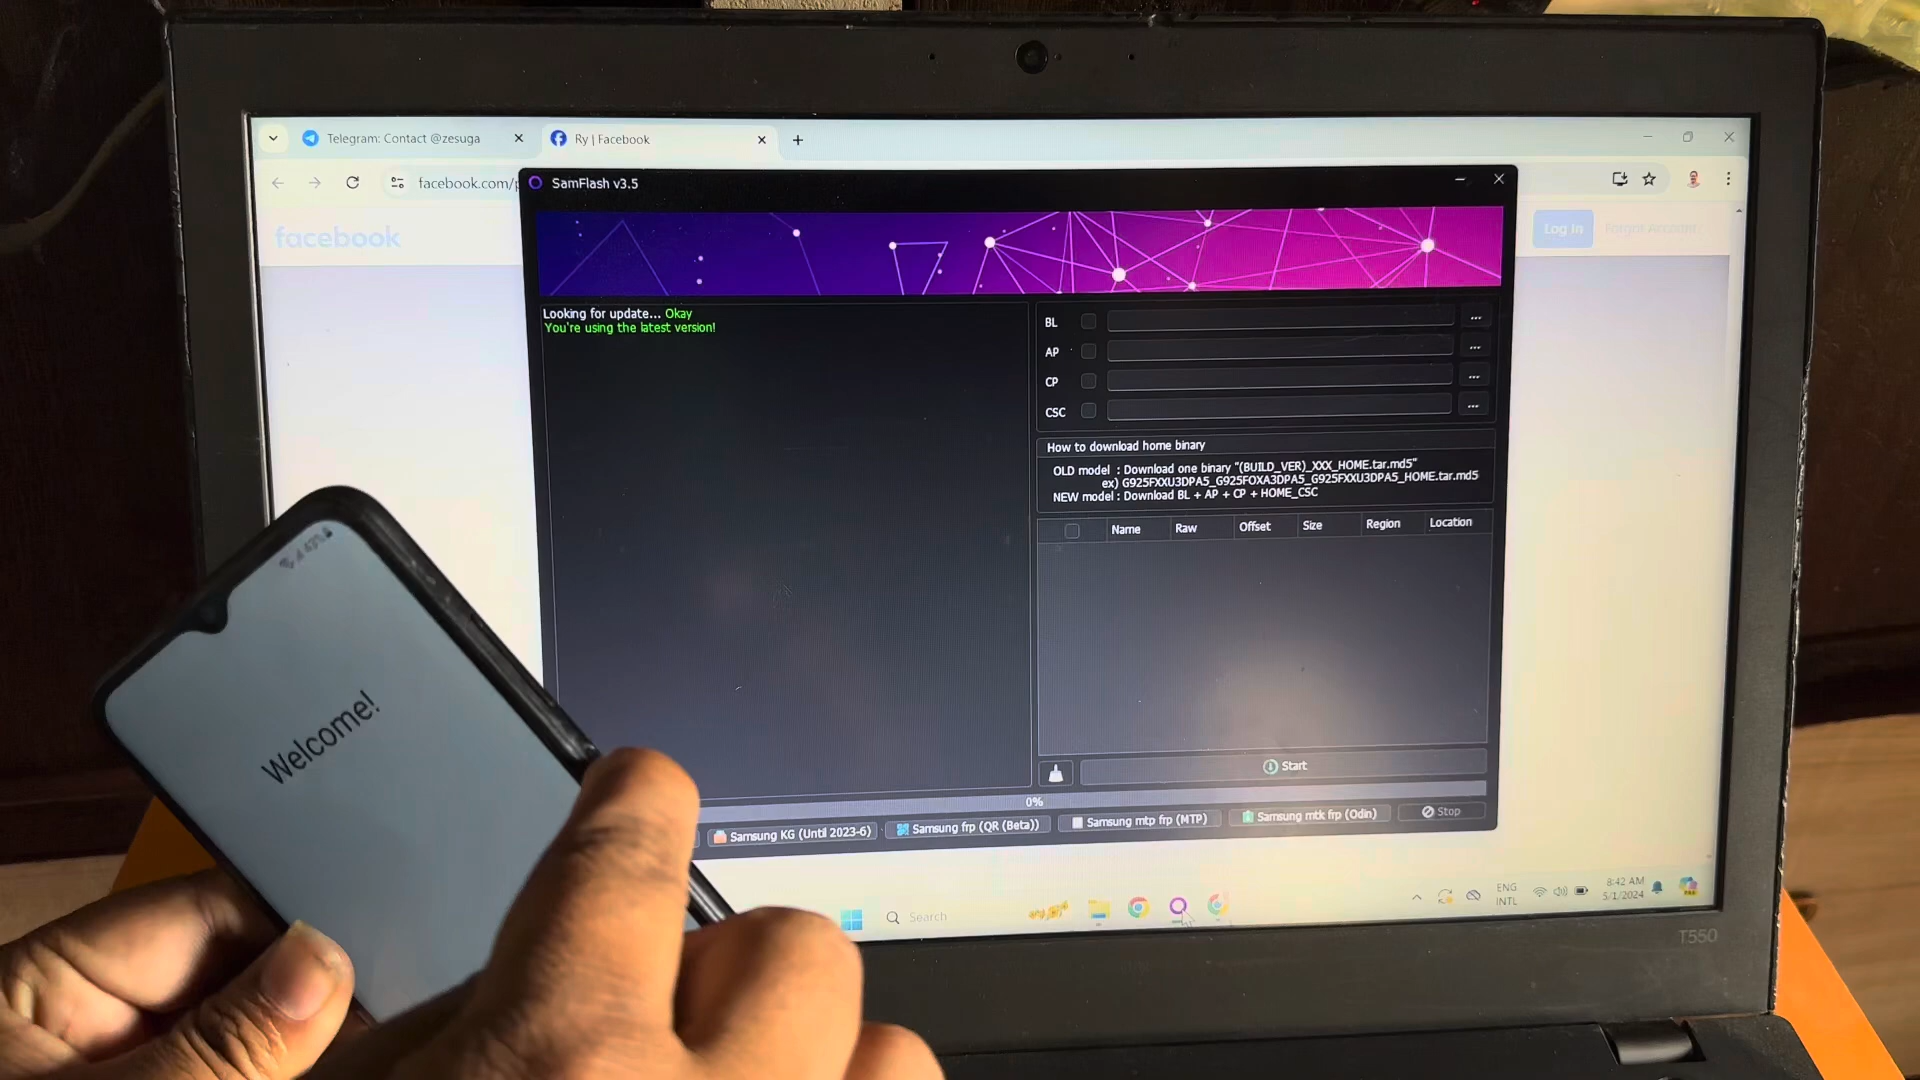 Telegram: Contact @zesuga
Ry | Facebook
facebook.com/p
SamFlash v3.5
facebook
Log In
Forgot Account?
Looking for update... Okay
You're using the latest version!
BL
...
AP
...
CP
...
CSC
...
How to download home binary
OLD model : Download one binary "(BUILD_VER)_XXX_HOME.tar.md5"
ex) G925FXXU3DPA5_G925FOXA3DPA5_G925FXXU3DPA5_HOME.tar.md5
NEW model : Download BL + AP + CP + HOME_CSC
Name Raw Offset Size Region Location
Start
0%
Samsung KG (Until 2023-6) Samsung frp (QR (Beta)) Samsung mtp frp (MTP) Samsung mtk frp (Odin) Stop
Search
ENG
INTL
8:42 AM
5/1/2024
T550
63%
Welcome!